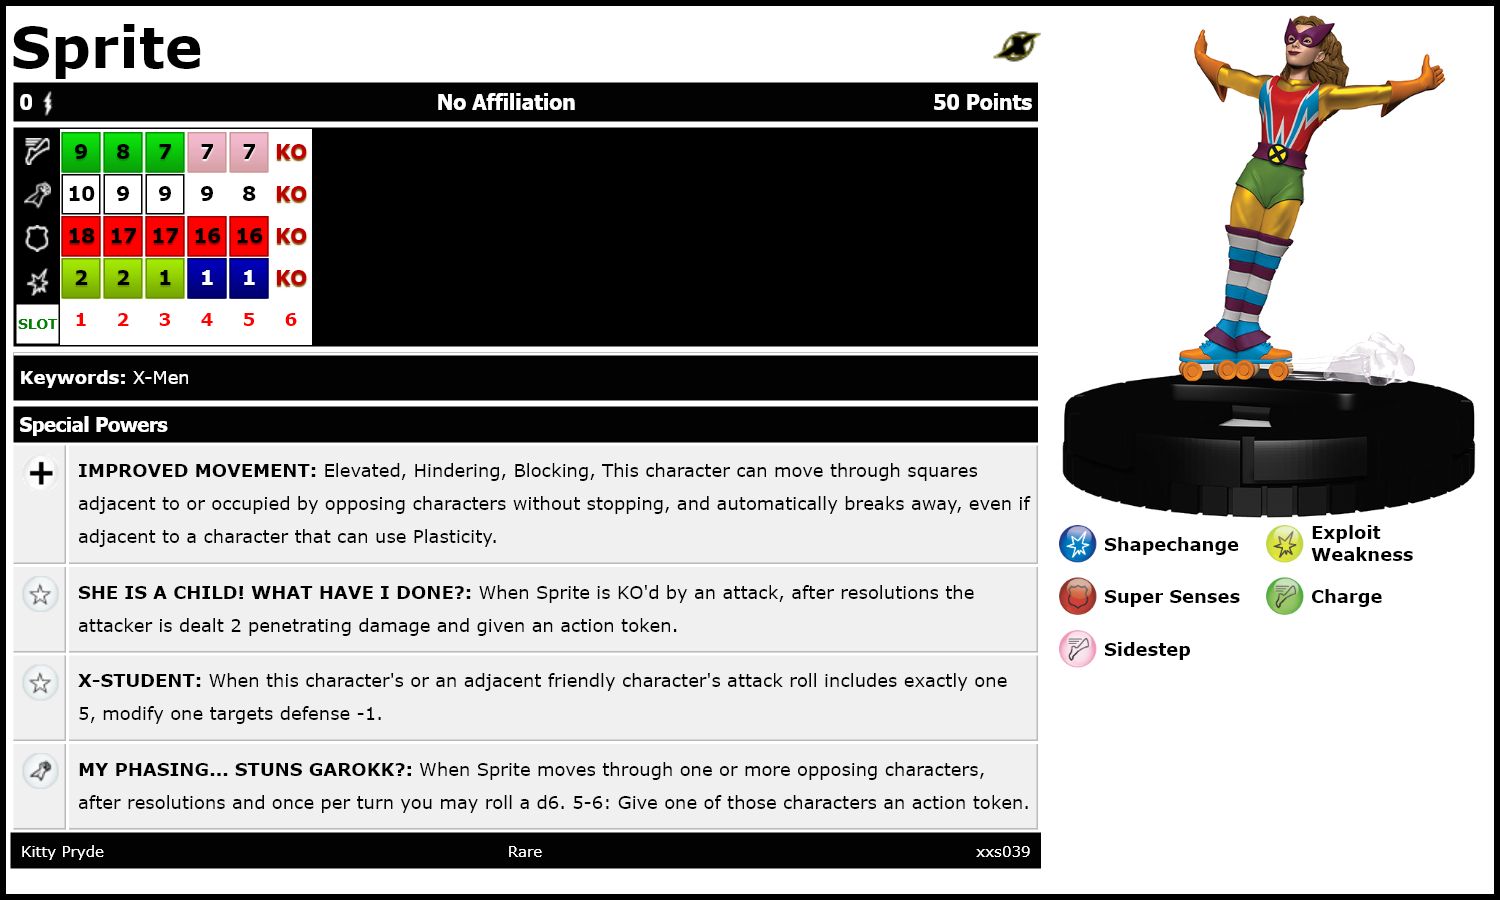 Sprite
0 No Affiliation 50 Points
9 8 7 7 7 KO
10 9 9 9 8 KO
18 17 17 16 16 KO
2 2 1 1 1 KO
SLOT 1 2 3 4 5 6
Keywords: X-Men
Special Powers
IMPROVED MOVEMENT: Elevated, Hindering, Blocking, This character can move through squares
adjacent to or occupied by opposing characters without stopping, and automatically breaks away, even if
adjacent to a character that can use Plasticity.
SHE IS A CHILD! WHAT HAVE I DONE?: When Sprite is KO'd by an attack, after resolutions the
attacker is dealt 2 penetrating damage and given an action token.
X-STUDENT: When this character's or an adjacent friendly character's attack roll includes exactly one
5, modify one targets defense -1.
MY PHASING... STUNS GAROKK?: When Sprite moves through one or more opposing characters,
after resolutions and once per turn you may roll a d6. 5-6: Give one of those characters an action token.
Kitty Pryde Rare xxs039
Shapechange
Exploit
Weakness
Super Senses
Charge
Sidestep